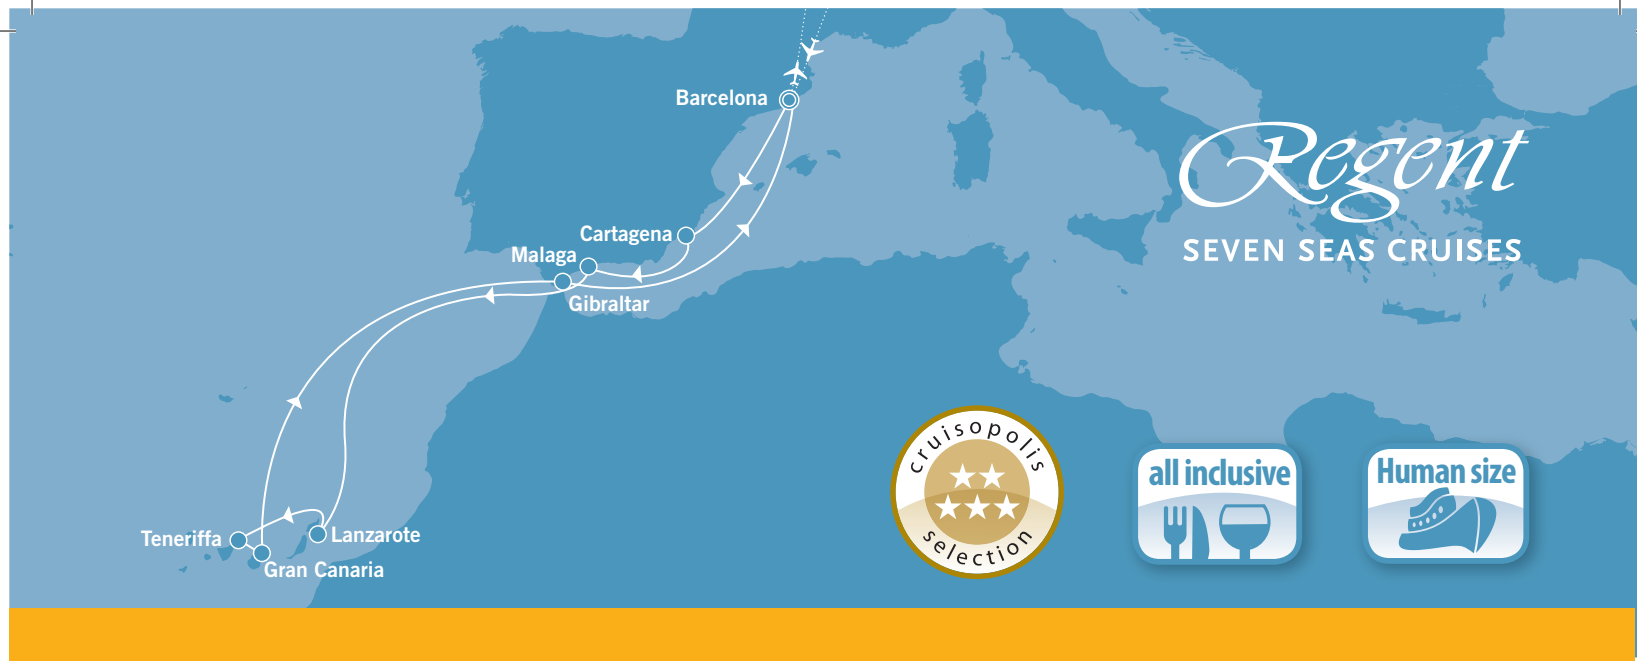 Barcelona
Regent
SEVEN SEAS CRUISES
Cartagena
Malaga
Gibraltar
cruisopolis
selection
all inclusive
Human size
Teneriffa
Lanzarote
Gran Canaria